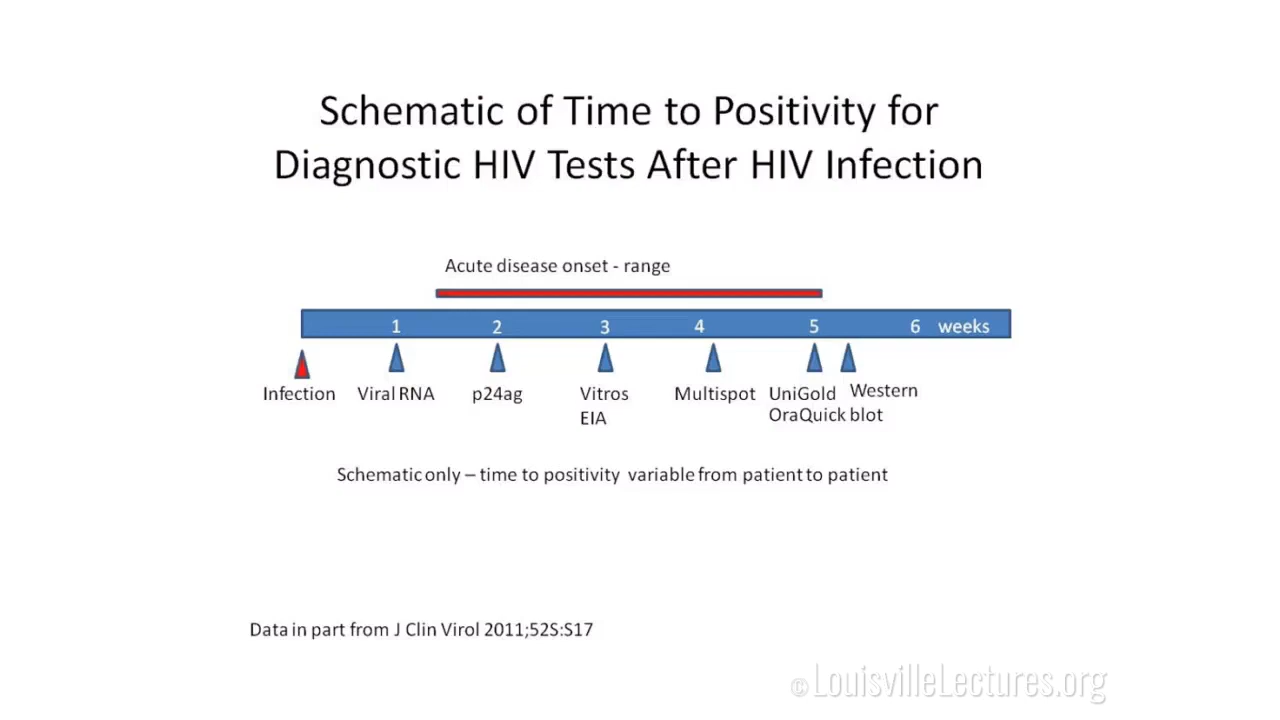 Schematic of Time to Positivity for
Diagnostic HIV Tests After HIV Infection
Acute disease onset - range
1 2 3 4 5 6 weeks
Infection Viral RNA p24ag Vitros Multispot UniGold Western
EIA OraQuick blot
Schematic only – time to positivity variable from patient to patient
Data in part from J Clin Virol 2011;52S:S17
©LouisvilleLectures.org